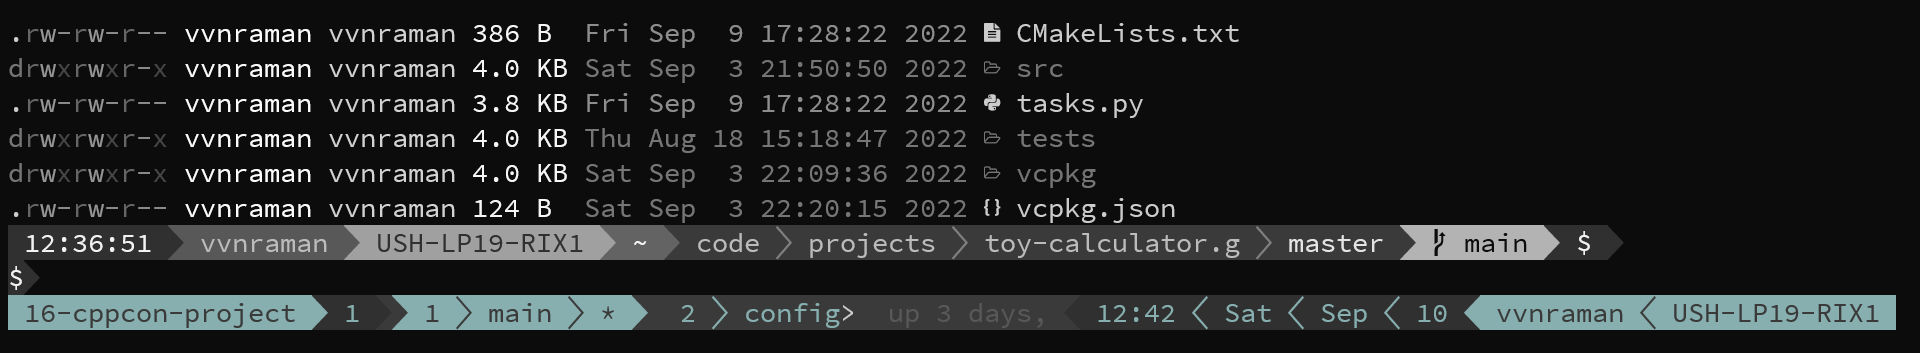 .rw-rw-r-- vvnraman vvnraman 386 B  Fri Sep  9 17:28:22 2022 CMakeLists.txt
drwxrwxr-x vvnraman vvnraman 4.0 KB Sat Sep  3 21:50:50 2022 src
.rw-rw-r-- vvnraman vvnraman 3.8 KB Fri Sep  9 17:28:22 2022 tasks.py
drwxrwxr-x vvnraman vvnraman 4.0 KB Thu Aug 18 15:18:47 2022 tests
drwxrwxr-x vvnraman vvnraman 4.0 KB Sat Sep  3 22:09:36 2022 vcpkg
.rw-rw-r-- vvnraman vvnraman 124 B  Sat Sep  3 22:20:15 2022 {} vcpkg.json
12:36:51 vvnraman USH-LP19-RIX1 ~ code projects toy-calculator.g master main $
$
16-cppcon-project 1 1 main * 2 config> up 3 days, 12:42 Sat Sep 10 vvnraman USH-LP19-RIX1